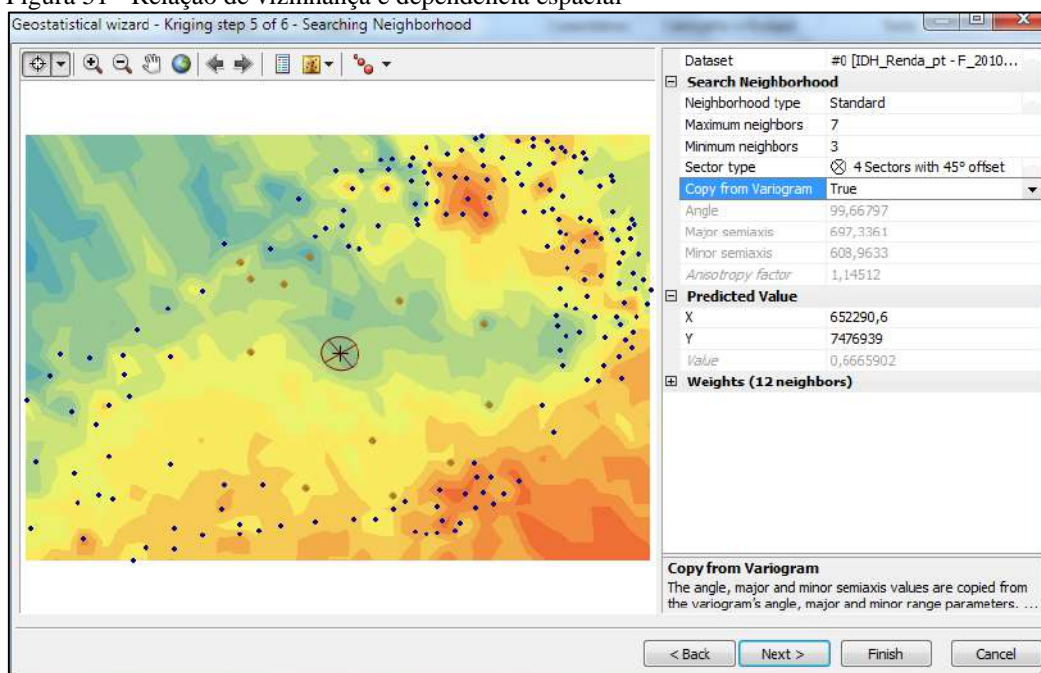 Figura 31 - Relação de vizinhança e dependência espacial
Geostatistical wizard - Kriging step 5 of 6 - Searching Neighborhood
Dataset #0 [IDH_Renda_pt - F_2010...
Search Neighborhood
Neighborhood type Standard
Maximum neighbors 7
Minimum neighbors 3
Sector type 4 Sectors with 45° offset
Copy from Variogram True
Angle 99,66797
Major semiaxis 697,3361
Minor semiaxis 608,9633
Anisotropy factor 1,14512
Predicted Value
X 652290,6
Y 7476939
Value 0,6665902
Weights (12 neighbors)
Copy from Variogram
The angle, major and minor semiaxis values are copied from
the variogram's angle, major and minor range parameters. ...
< Back Next > Finish Cancel